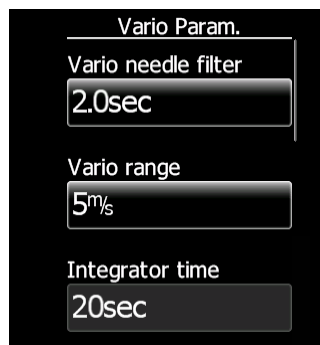 Vario Param.
Vario needle filter
2.0sec
Vario range
5m/s
Integrator time
20sec